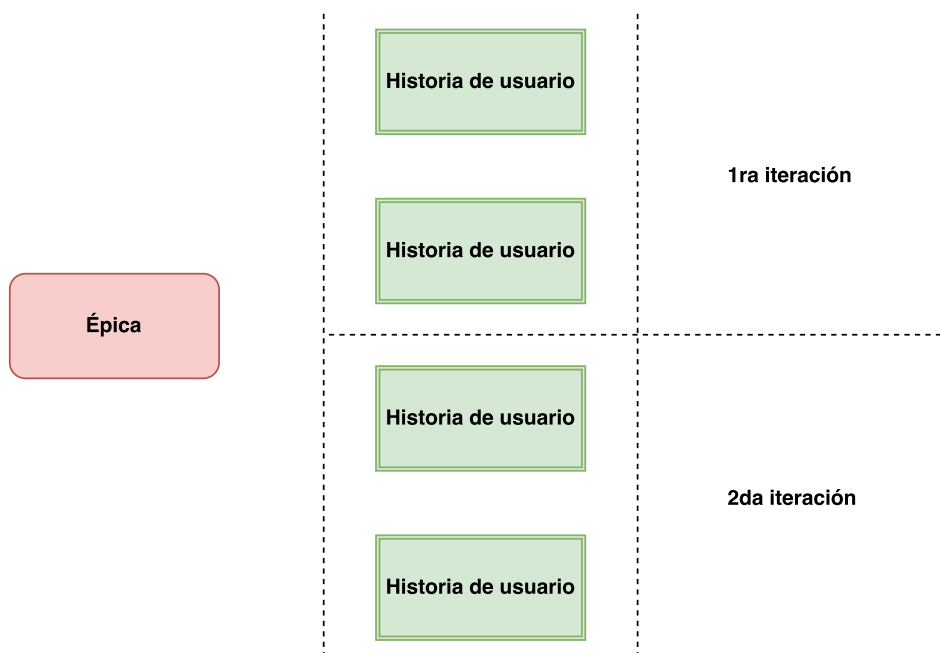 Historia de usuario
1ra iteración
Historia de usuario
Épica
Historia de usuario
2da iteración
Historia de usuario